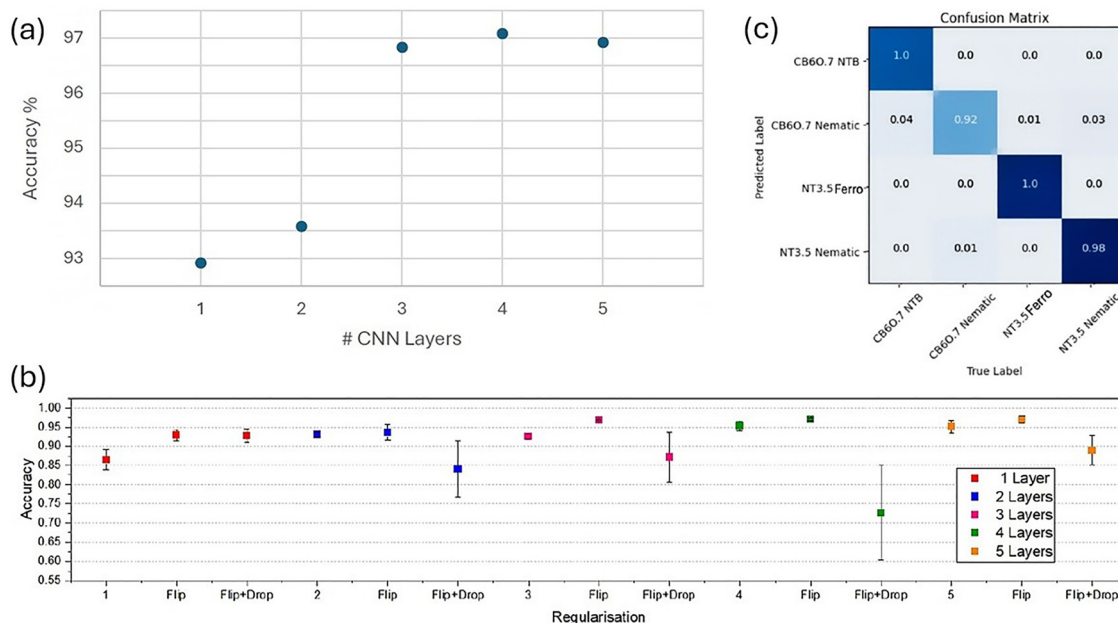 (a)
97
96
95
94
93
Accuracy %
1 2 3 4 5
# CNN Layers
(c)
Confusion Matrix
Predicted Label
CB6O.7 NTB 1.0 0.0 0.0 0.0
CB6O.7 Nematic 0.04 0.92 0.01 0.03
NT3.5Ferro 0.0 0.0 1.0 0.0
NT3.5 Nematic 0.0 0.01 0.0 0.98
CB6O.7 NTB CB6O.7 Nematic NT3.5Ferro NT3.5 Nematic
True Label
(b)
1.00
0.95
0.90
0.85
0.80
0.75
0.70
0.65
0.60
0.55
Accuracy
1 Layer
2 Layers
3 Layers
4 Layers
5 Layers
1 Flip Flip+Drop 2 Flip Flip+Drop 3 Flip Flip+Drop 4 Flip Flip+Drop 5 Flip Flip+Drop
Regularisation